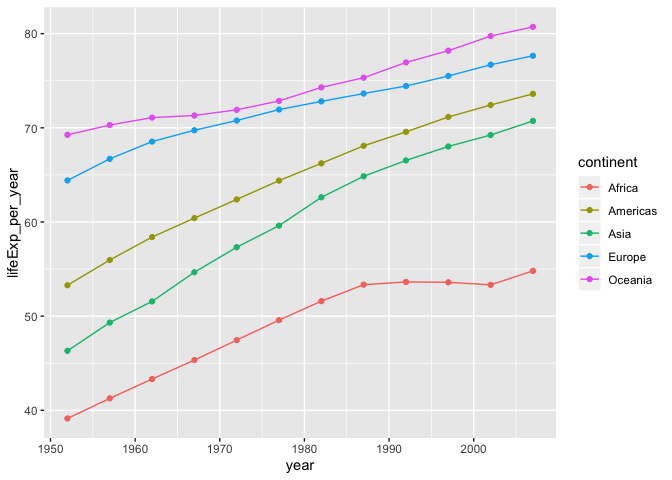 80
70
60
50
40
lifeExp_per_year
1950 1960 1970 1980 1990 2000
year
continent
Africa
Americas
Asia
Europe
Oceania